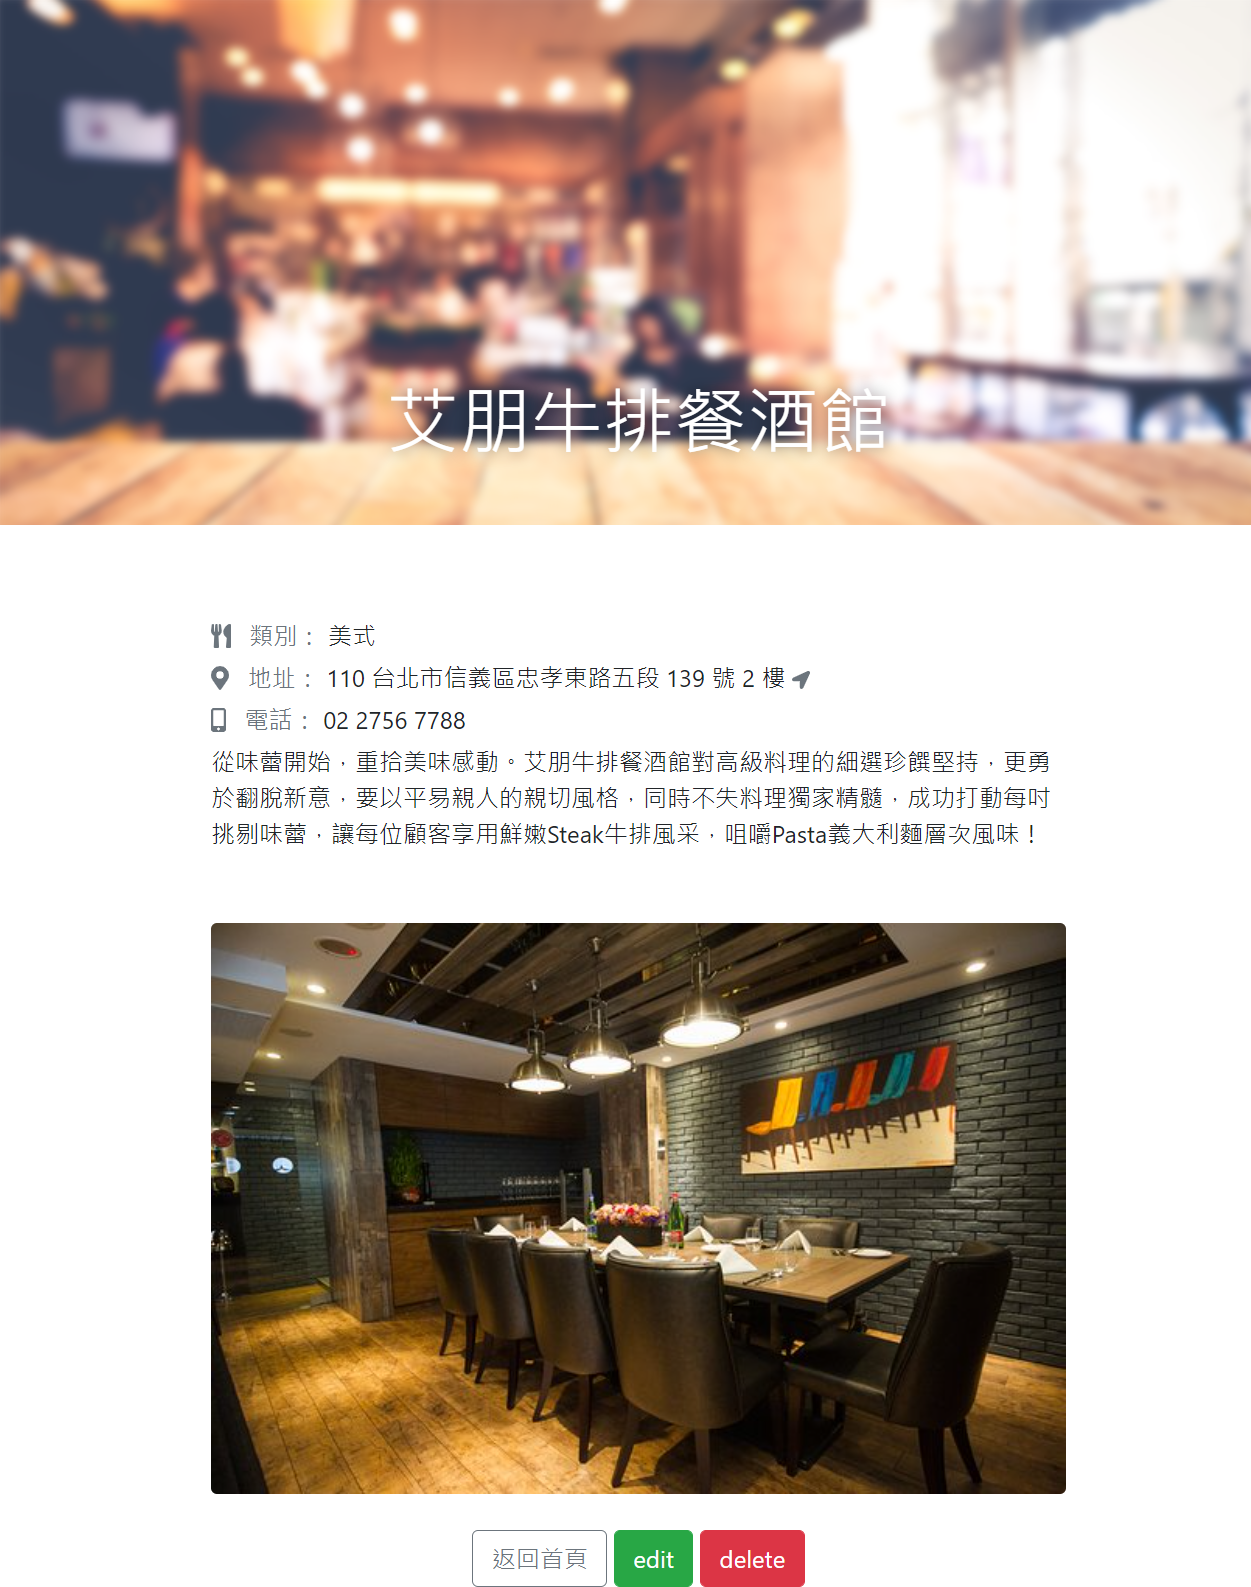 艾朋牛排餐酒館
類別： 美式
地址： 110 台北市信義區忠孝東路五段 139 號 2 樓
電話： 02 2756 7788
從味蕾開始，重拾美味感動。艾朋牛排餐酒館對高級料理的細選珍饌堅持，更勇
於翻脫新意，要以平易親人的親切風格，同時不失料理獨家精髓，成功打動每吋
挑剔味蕾，讓每位顧客享用鮮嫩Steak牛排風采，咀嚼Pasta義大利麵層次風味！
返回首頁 edit delete